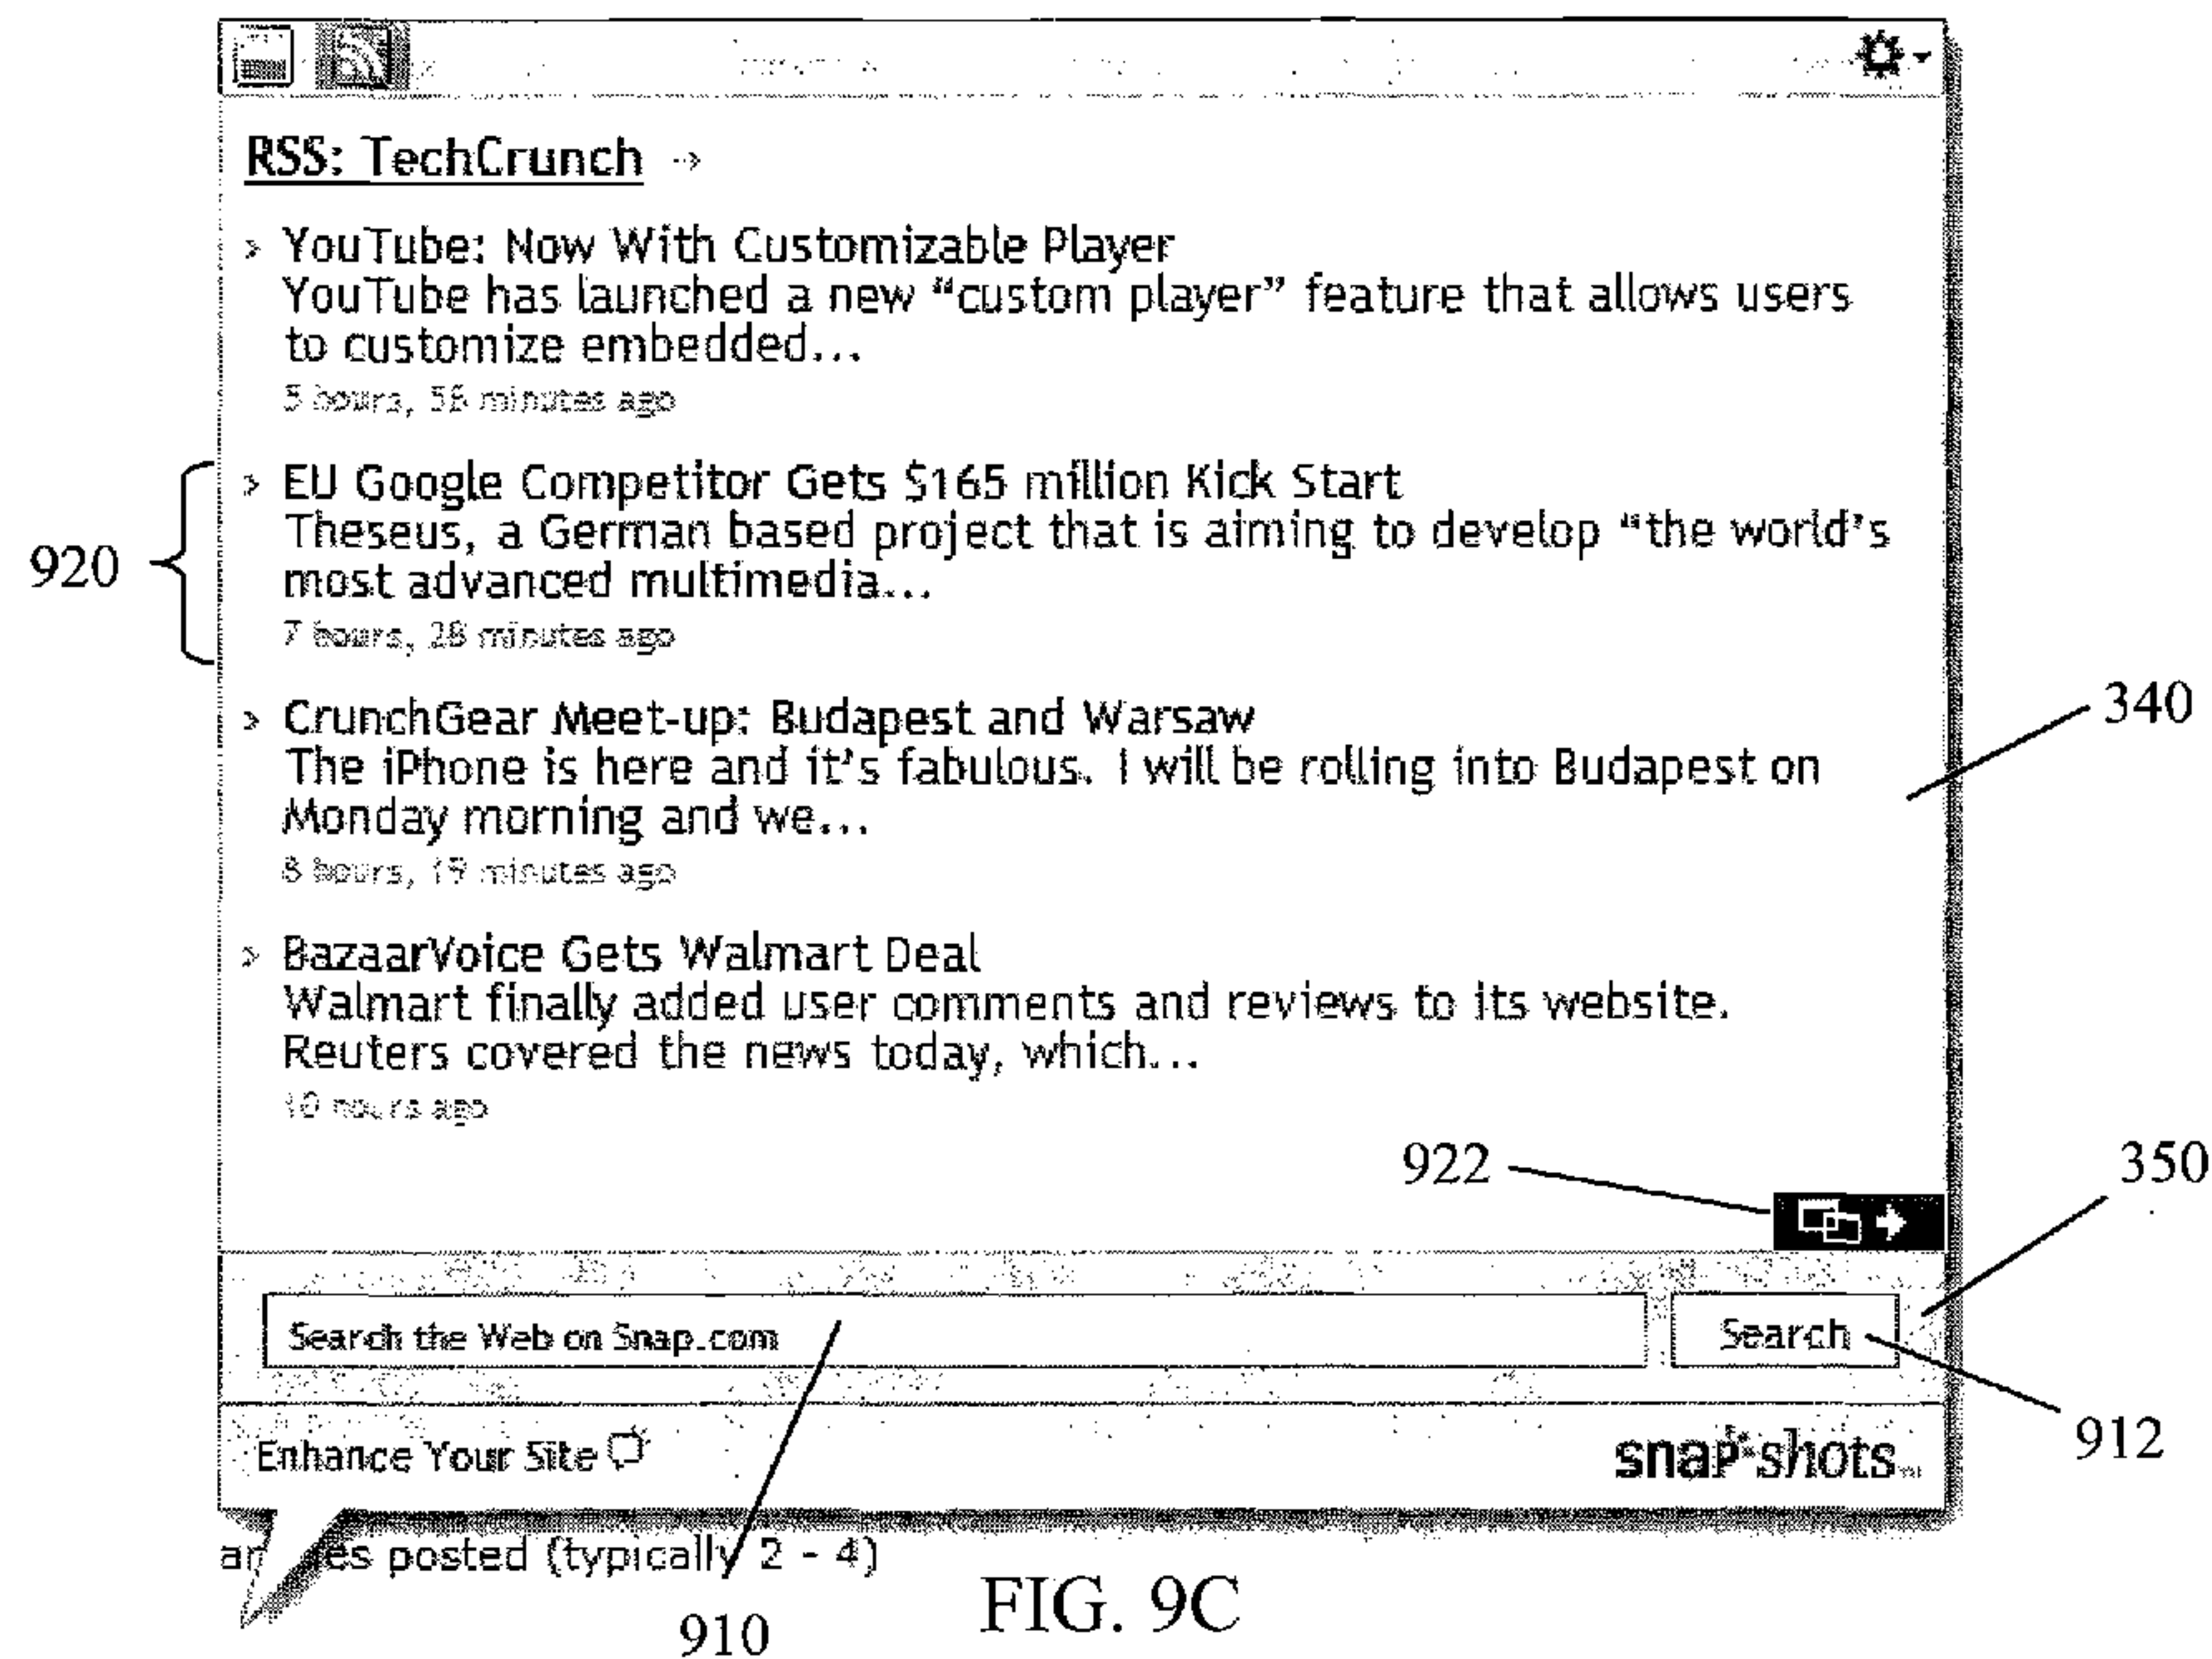 RSS: TechCrunch
» YouTube: Now With Customizable Player
YouTube has launched a new “custom player” feature that allows users
to customize embedded...
5 hours, 58 minutes ago
920
» EU Google Competitor Gets $165 million Kick Start
Theseus, a German based project that is aiming to develop “the world's
most advanced multimedia...
7 hours, 28 minutes ago
340
» CrunchGear Meet-up: Budapest and Warsaw
The iPhone is here and it's fabulous. I will be rolling into Budapest on
Monday morning and we...
8 hours, 19 minutes ago
» BazaarVoice Gets Walmart Deal
Walmart finally added user comments and reviews to its website.
Reuters covered the news today, which...
10 hours ago
922
350
Search the Web on Snap.com
Search
912
Enhance Your Site
snap shots
posted (typically 2 - 4)
910
FIG. 9C